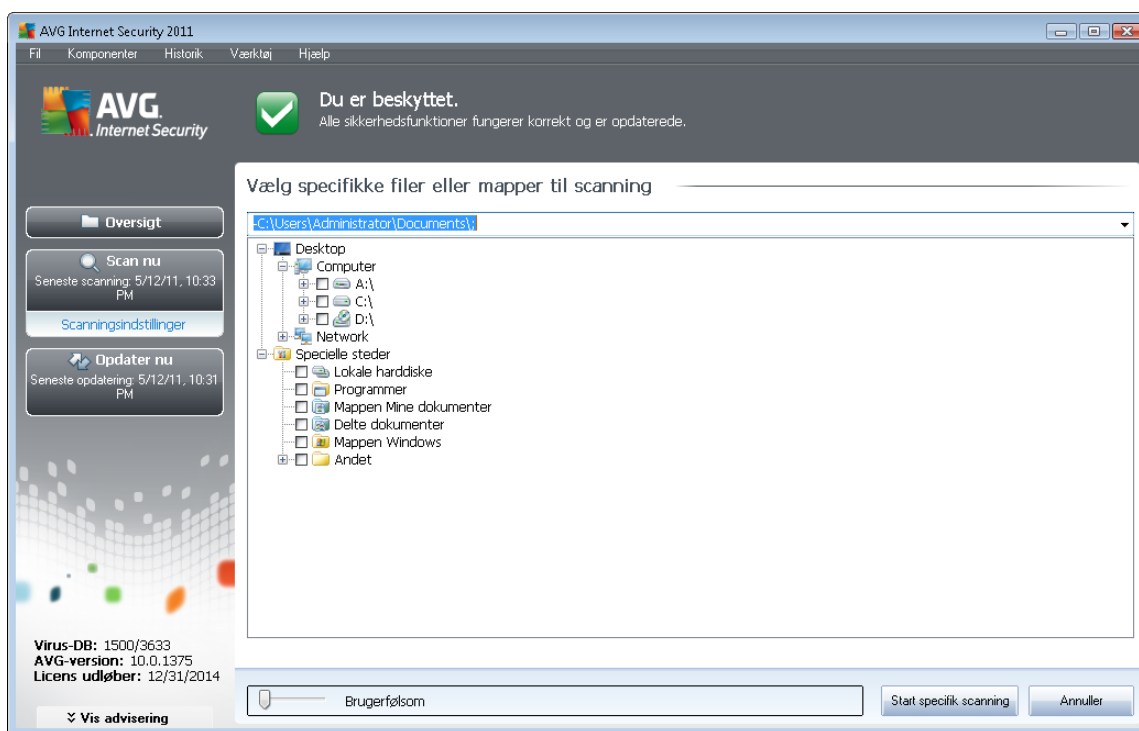 AVG Internet Security 2011
Fil Komponenter Historik Værktøj Hjælp
AVG.
Internet Security
Du er beskyttet.
Alle sikkerhedsfunktioner fungerer korrekt og er opdaterede.
Oversigt
Scan nu
Seneste scanning: 5/12/11, 10:33
PM
Scanningsindstillinger
Opdater nu
Seneste opdatering: 5/12/11, 10:31
PM
Virus-DB: 1500/3633
AVG-version: 10.0.1375
Licens udløber: 12/31/2014
Vis advisering
Vælg specifikke filer eller mapper til scanning
-C:\Users\Administrator\Documents\;
Desktop
Computer
A:\
C:\
D:\
Network
Specielle steder
Lokale harddiske
Programmer
Mappen Mine dokumenter
Delte dokumenter
Mappen Windows
Andet
Brugerfølsom
Start specifik scanning
Annuller